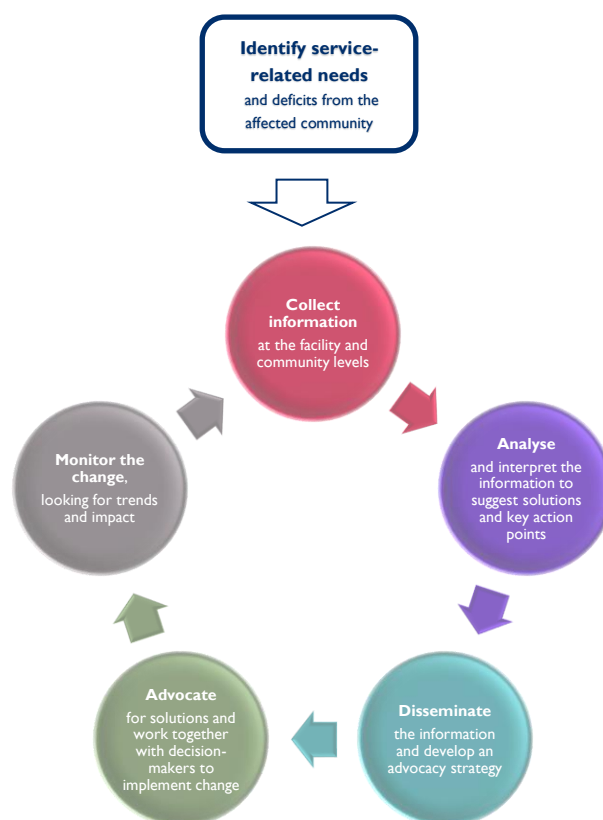 Identify service-
related needs
and deficits from the
affected community
Collect
information
at the facility and
community levels
Analyse
and interpret the
information to
suggest solutions
and key action
points
Disseminate
the information
and develop an
advocacy strategy
Advocate
for solutions and
work together
with decision-
makers to
implement change
Monitor the
change,
looking for trends
and impact